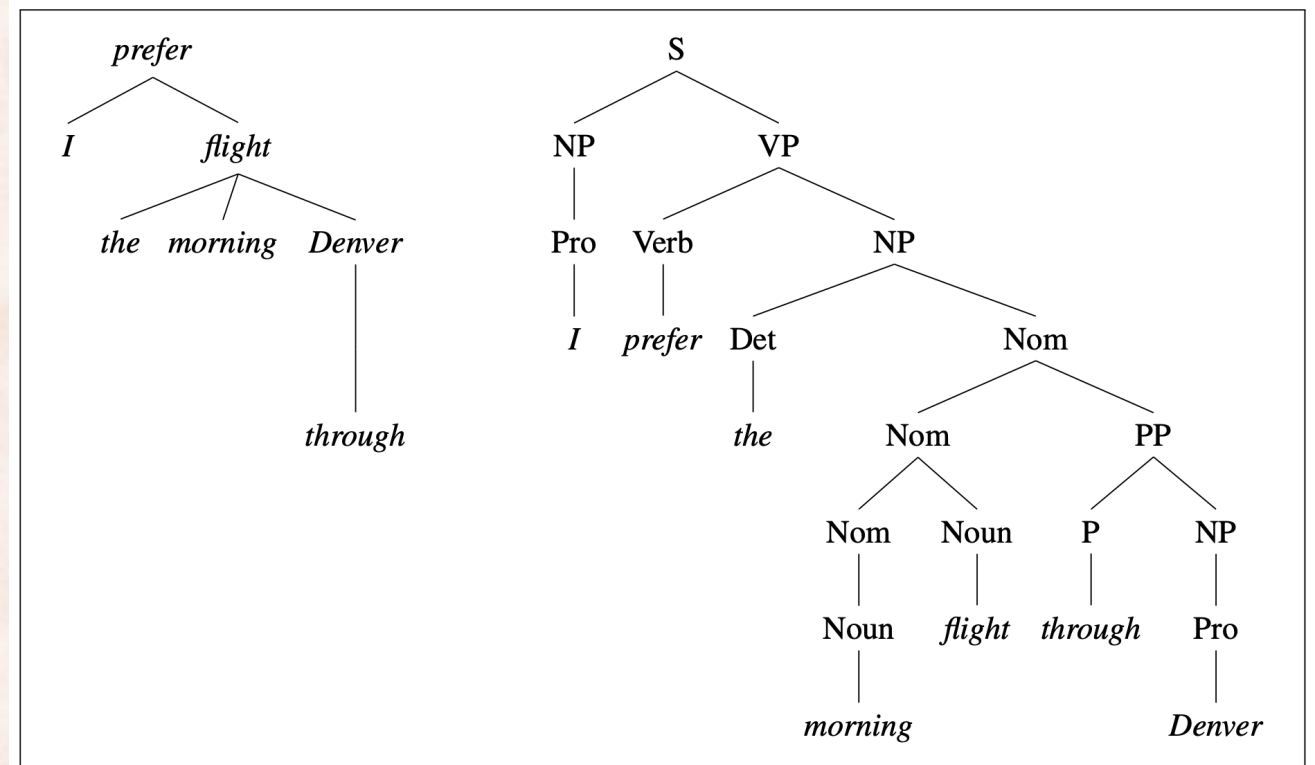 prefer S
I flight NP VP
the morning Denver Pro Verb NP
I prefer Det Nom
through the Nom PP
Nom Noun P NP
Noun flight through Pro
morning Denver